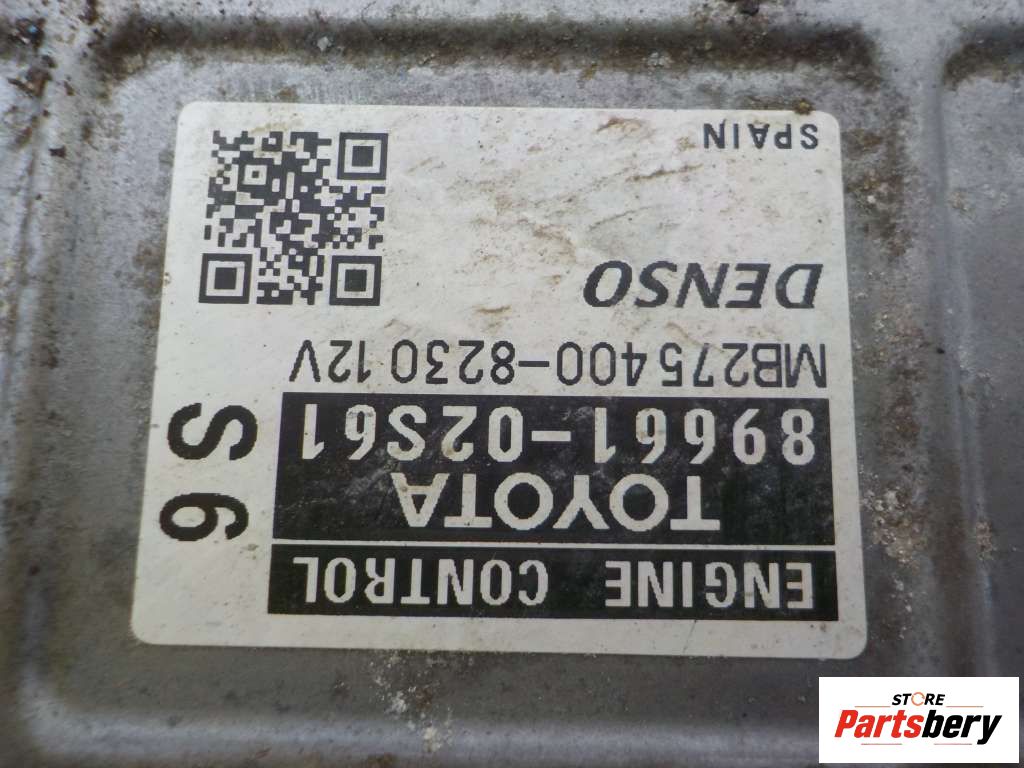 ENGINE CONTROL
TOYOTA
89661-02S61
MB275400-8230 12V
DENSO
SPAIN
S6
STORE
Partsbery